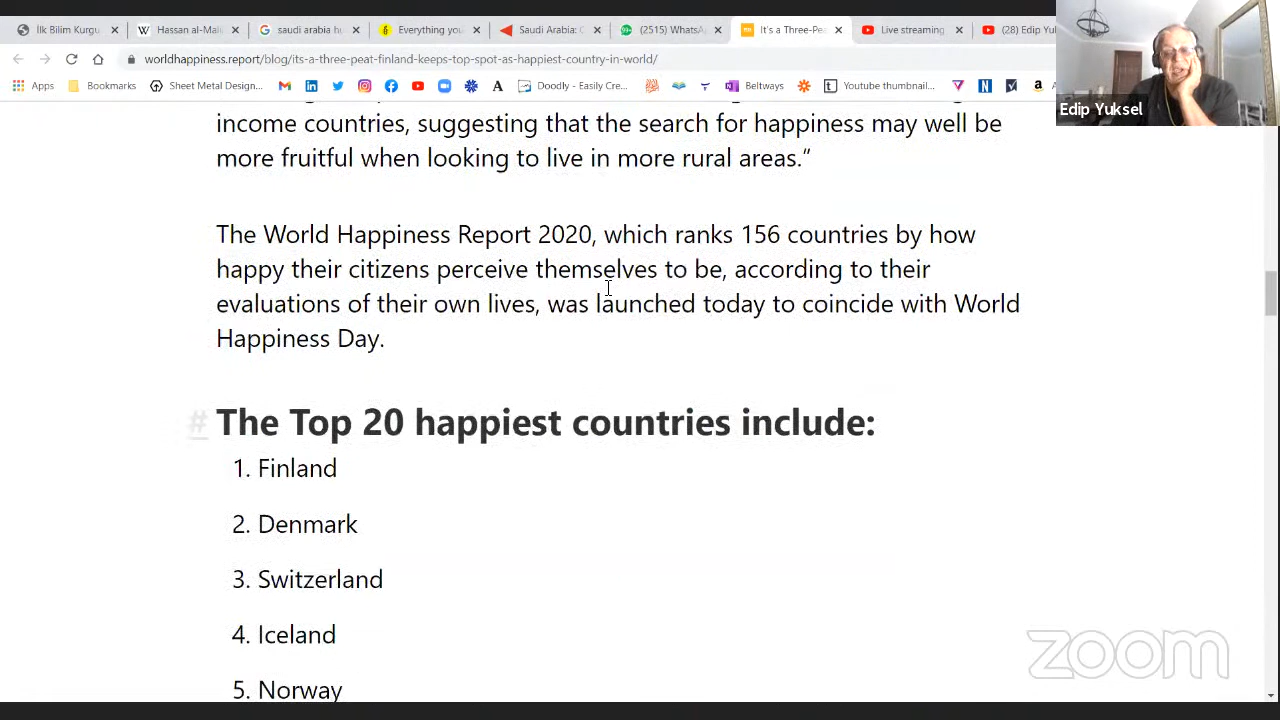 İlk Bilim Kurgu
Hassan al-Mal
saudi arabia h
Everything you
Saudi Arabia: C
(2515) WhatsA
It's a Three-Pea
Live streaming
(28) Edip Yu
worldhappiness.report/blog/its-a-three-peat-finland-keeps-top-spot-as-happiest-country-in-world/
Apps
Bookmark
Sheet Metal Design...
Doodly - Easily Cre...
Beltways
Youtube thumbnail...
Edip Yuksel
income countries, suggesting that the search for happiness may well be
more fruitful when looking to live in more rural areas."
The World Happiness Report 2020, which ranks 156 countries by how
happy their citizens perceive themselves to be, according to their
evaluations of their own lives, was launched today to coincide with World
Happiness Day.
# The Top 20 happiest countries include:
1. Finland
2. Denmark
3. Switzerland
4. Iceland
5. Norway
zoom